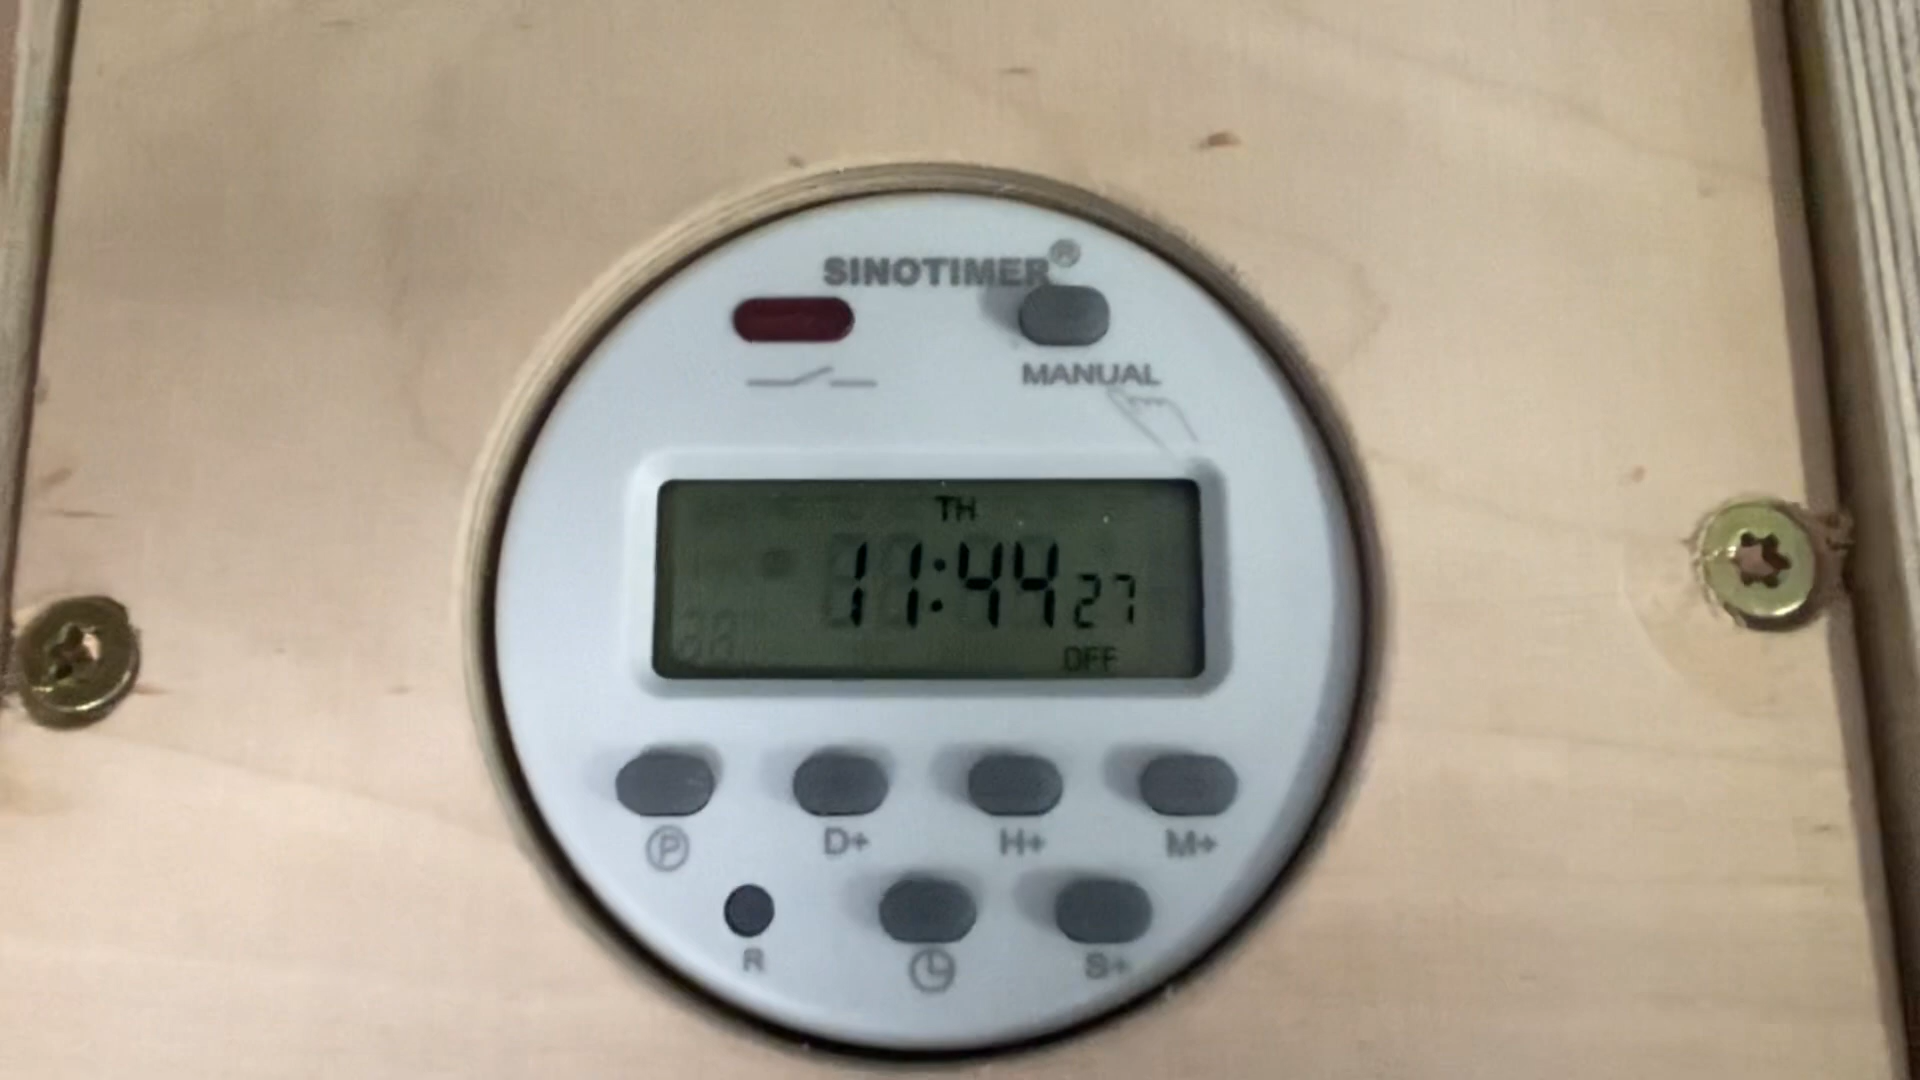 SINOTIMER®
MANUAL
TH
11:44 27
OFF
P D+ H+ M+
R S+